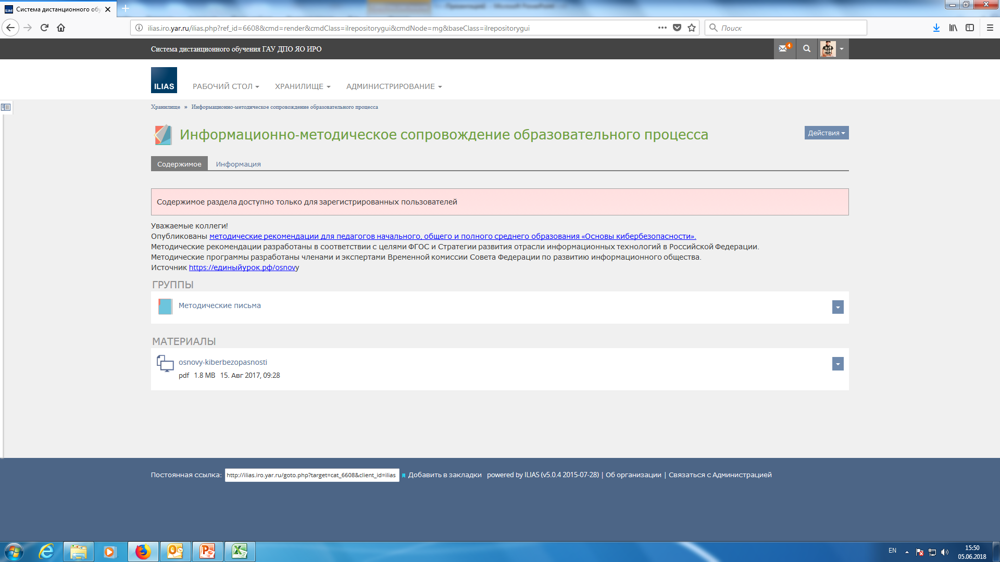 Система дистанционного обу
ilias.iro.yar.ru/ilias.php?ref_id=6608&cmd=render&cmdClass=ilrepositorygui&cmdNode=mg&baseClass=ilrepositorygui
Поиск
Система дистанционного обучения ГАУ ДПО ЯО ИРО
4
ILIAS
РАБОЧИЙ СТОЛ
ХРАНИЛИЩЕ
АДМИНИСТРИРОВАНИЕ
Хранилище » Информационно-методическое сопровождение образовательного процесса
Информационно-методическое сопровождение образовательного процесса
Действия
Содержимое
Информация
Содержимое раздела доступно только для зарегистрированных пользователей
Уважаемые коллеги!
Опубликованы методические рекомендации для педагогов начального, общего и полного среднего образования «Основы кибербезопасности».
Методические рекомендации разработаны в соответствии с целями ФГОС и Стратегии развития отрасли информационных технологий в Российской Федерации.
Методические программы разработаны членами и экспертами Временной комиссии Совета Федерации по развитию информационного общества.
Источник https://единыйурок.рф/osnovy
ГРУППЫ
Методические письма
МАТЕРИАЛЫ
osnovy-kiberbezopasnosti
pdf 1.8 MB 15. Авг 2017, 09:28
Постоянная ссылка: http://ilias.iro.yar.ru/goto.php?target=cat_6608&client_id=ilias Добавить в закладки powered by ILIAS (v5.0.4 2015-07-28) | Об организации | Связаться с Администрацией
EN
15:50
05.06.2018